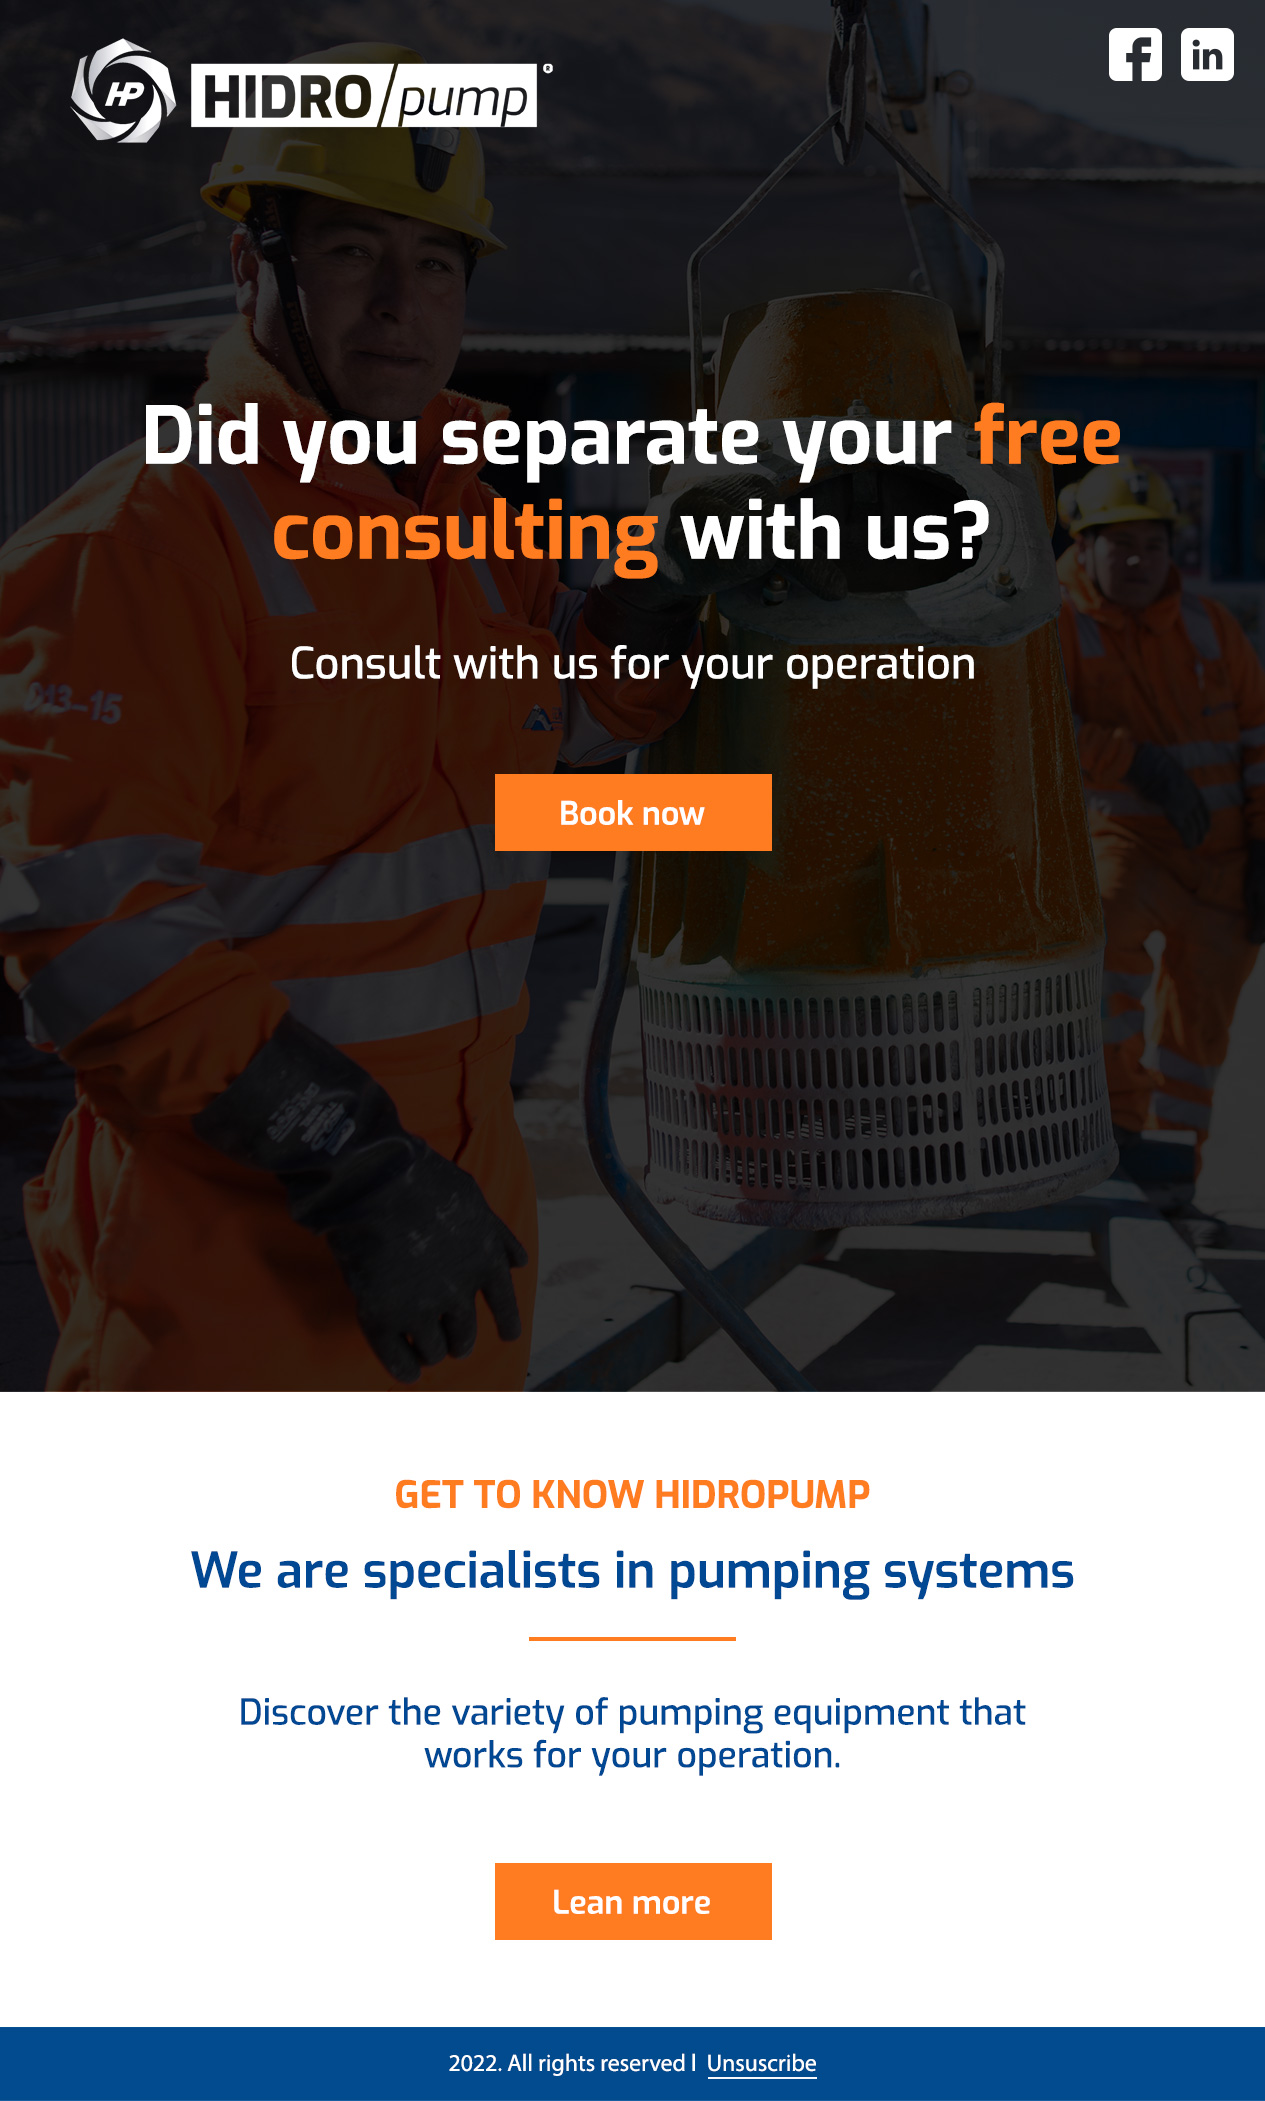 HP HIDRO/pump®
Did you separate your free
consulting with us?
Consult with us for your operation
D13-15
Book now
GET TO KNOW HIDROPUMP
We are specialists in pumping systems
Discover the variety of pumping equipment that
works for your operation.
Lean more
2022. All rights reserved | Unsuscribe